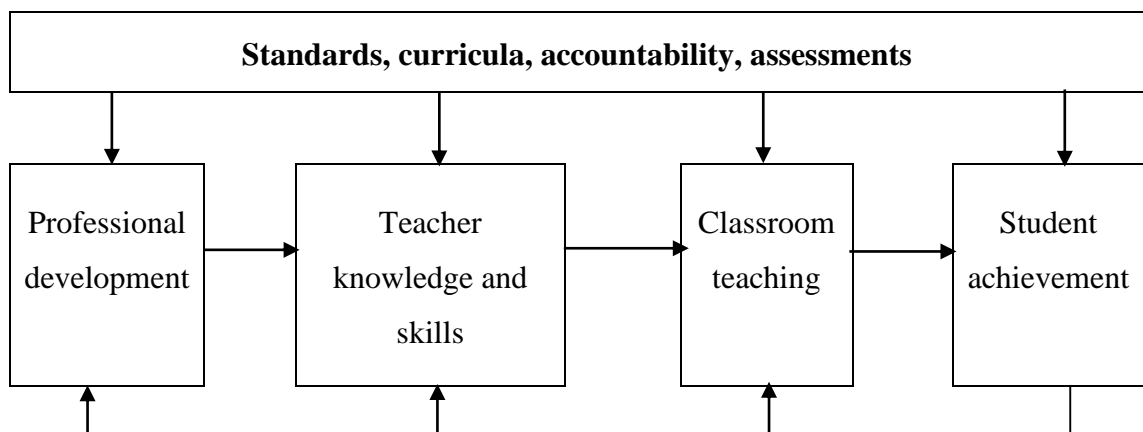 Standards, curricula, accountability, assessments
Professional
development
Teacher
knowledge and
skills
Classroom
teaching
Student
achievement